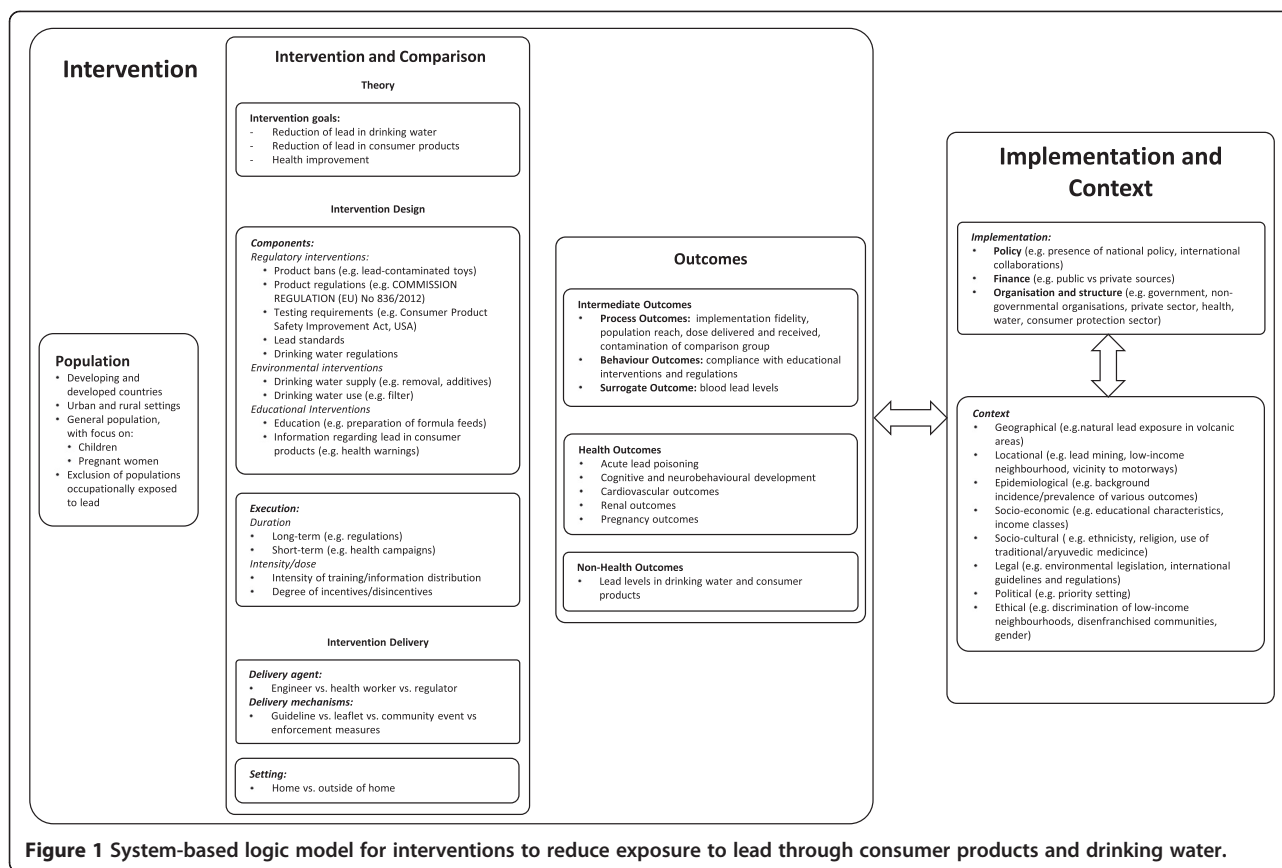 Intervention
Population
• Developing and
developed countries
• Urban and rural settings
• General population,
with focus on:
• Children
• Pregnant women
• Exclusion of populations
occupationally exposed
to lead
Intervention and Comparison
Theory
Intervention goals:
- Reduction of lead in drinking water
- Reduction of lead in consumer products
- Health improvement
Intervention Design
Components:
Regulatory interventions:
• Product bans (e.g. lead-contaminated toys)
• Product regulations (e.g. COMMISSION
REGULATION (EU) No 836/2012)
• Testing requirements (e.g. Consumer Product
Safety Improvement Act, USA)
• Lead standards
• Drinking water regulations
Environmental interventions
• Drinking water supply (e.g. removal, additives)
• Drinking water use (e.g. filter)
Educational Interventions
• Education (e.g. preparation of formula feeds)
• Information regarding lead in consumer
products (e.g. health warnings)
Execution:
Duration
• Long-term (e.g. regulations)
• Short-term (e.g. health campaigns)
Intensity/dose
• Intensity of training/information distribution
• Degree of incentives/disincentives
Intervention Delivery
Delivery agent:
• Engineer vs. health worker vs. regulator
Delivery mechanisms:
• Guideline vs. leaflet vs. community event vs
enforcement measures
Setting:
• Home vs. outside of home
Outcomes
Intermediate Outcomes
• Process Outcomes: implementation fidelity,
population reach, dose delivered and received,
contamination of comparison group
• Behaviour Outcomes: compliance with educational
interventions and regulations
• Surrogate Outcome: blood lead levels
Health Outcomes
• Acute lead poisoning
• Cognitive and neurobehavioural development
• Cardiovascular outcomes
• Renal outcomes
• Pregnancy outcomes
Non-Health Outcomes
• Lead levels in drinking water and consumer
products
Implementation and
Context
Implementation:
• Policy (e.g. presence of national policy, international
collaborations)
• Finance (e.g. public vs private sources)
• Organisation and structure (e.g. government, non-
governmental organisations, private sector, health,
water, consumer protection sector)
Context
• Geographical (e.g.natural lead exposure in volcanic
areas)
• Locational (e.g. lead mining, low-income
neighbourhood, vicinity to motorways)
• Epidemiological (e.g. background
incidence/prevalence of various outcomes)
• Socio-economic (e.g. educational characteristics,
income classes)
• Socio-cultural ( e.g. ethnicisty, religion, use of
traditional/aryuvedic medicince)
• Legal (e.g. environmental legislation, international
guidelines and regulations)
• Political (e.g. priority setting)
• Ethical (e.g. discrimination of low-income
neighbourhoods, disenfranchised communities,
gender)
Figure 1 System-based logic model for interventions to reduce exposure to lead through consumer products and drinking water.